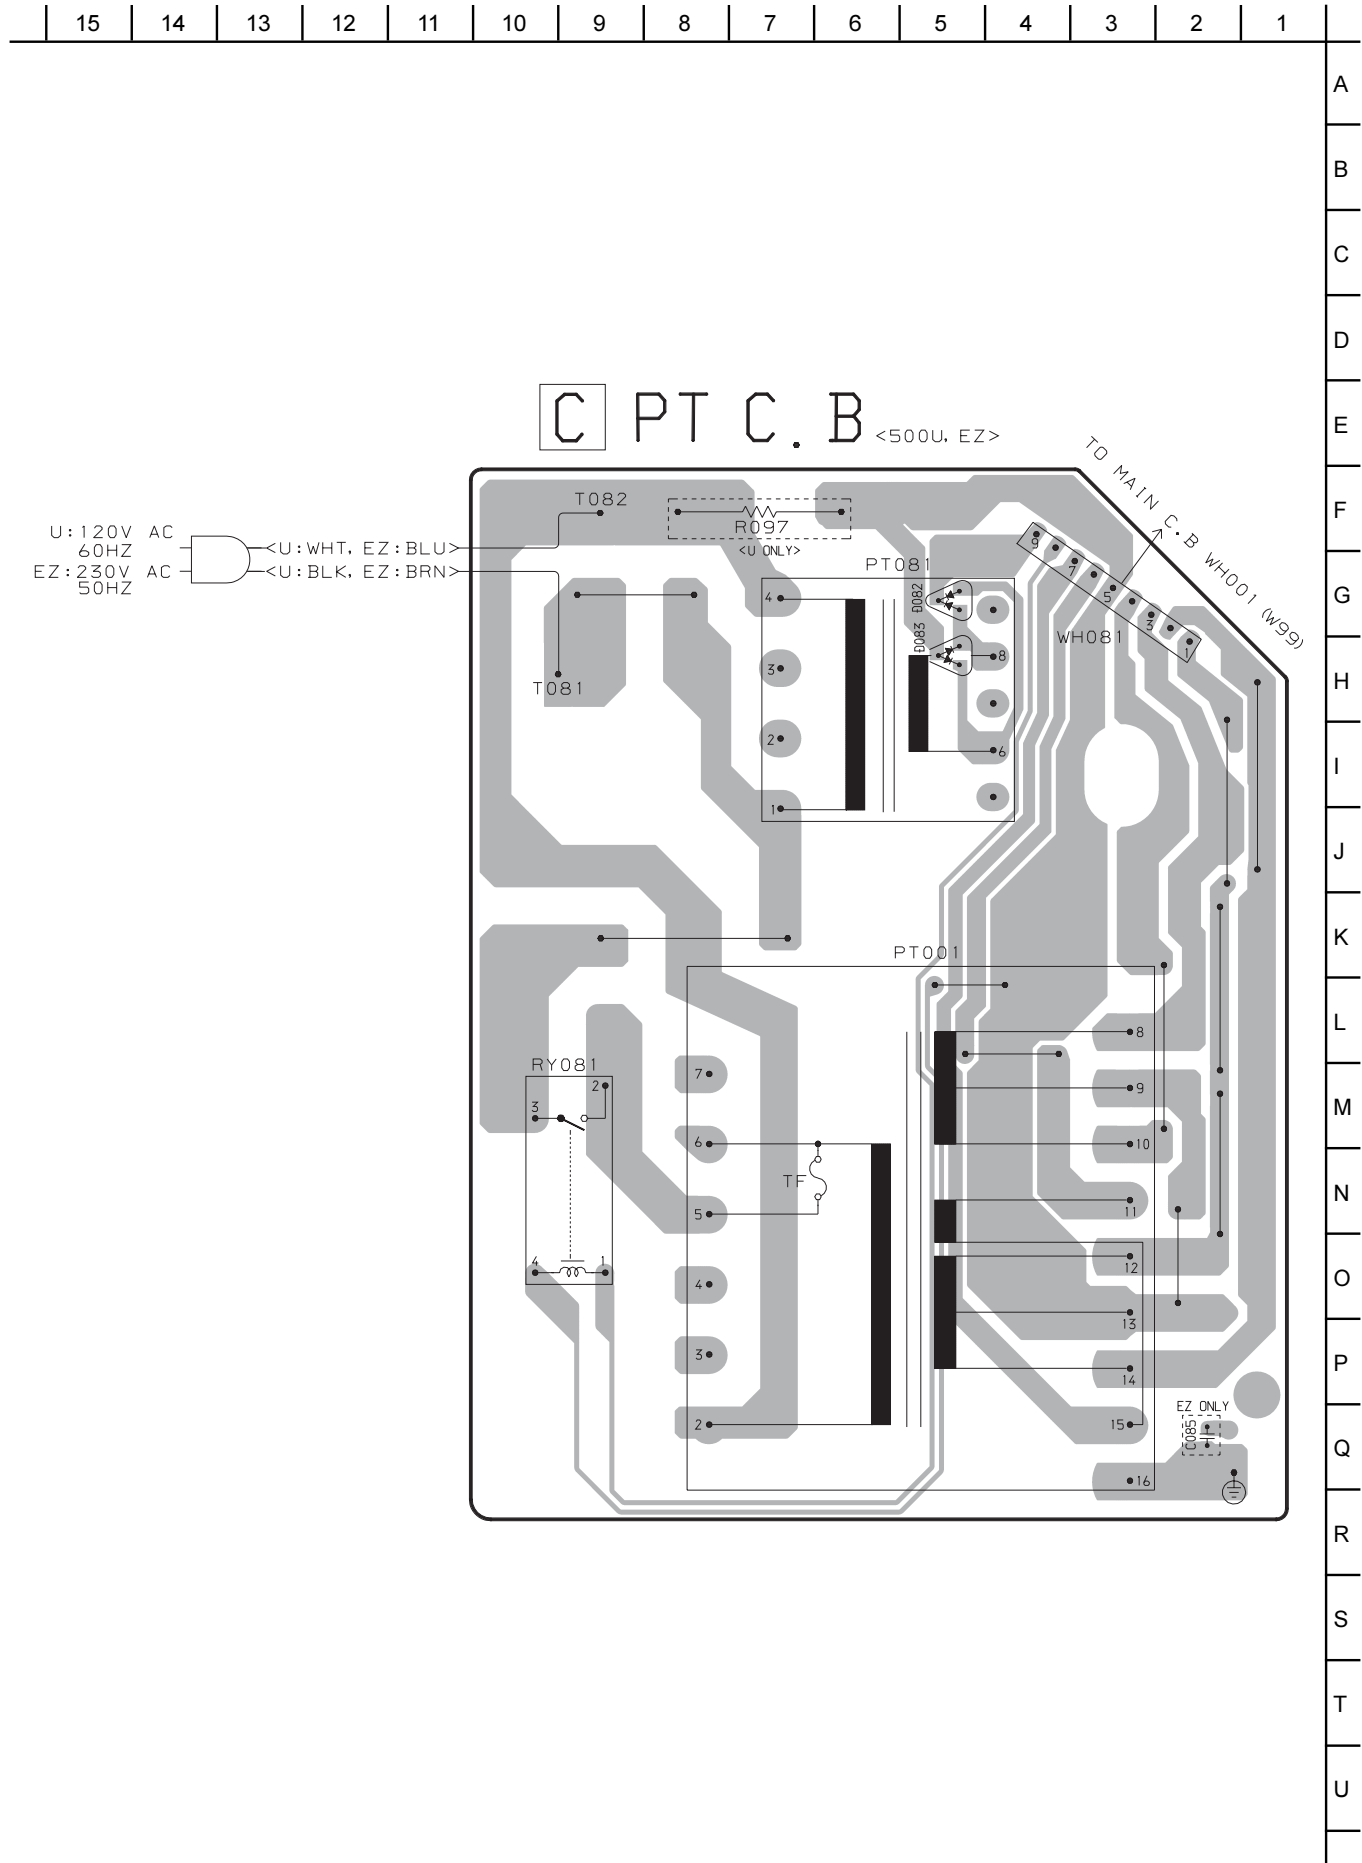 15 14 13 12 11 10 9 8 7 6 5 4 3 2 1
A
B
C
D
E
C PT C.B <500U, EZ>
TO MAIN C.B WH001 (W99)
F
T082
R097
<U ONLY>
U:120V AC
60HZ
<U:WHT, EZ:BLU>
EZ:230V AC
50HZ
<U:BLK, EZ:BRN>
PT081
9
7
5
3
1
WH081
G
D082
D083
4
3
2
1
8
6
T081
H
I
J
K
PT001
L
8
RY081
7
2
3
9
M
6
10
TF
N
5
11
4
1
4
12
O
13
3
14
P
EZ ONLY
C085
2
15
Q
16
R
S
T
U